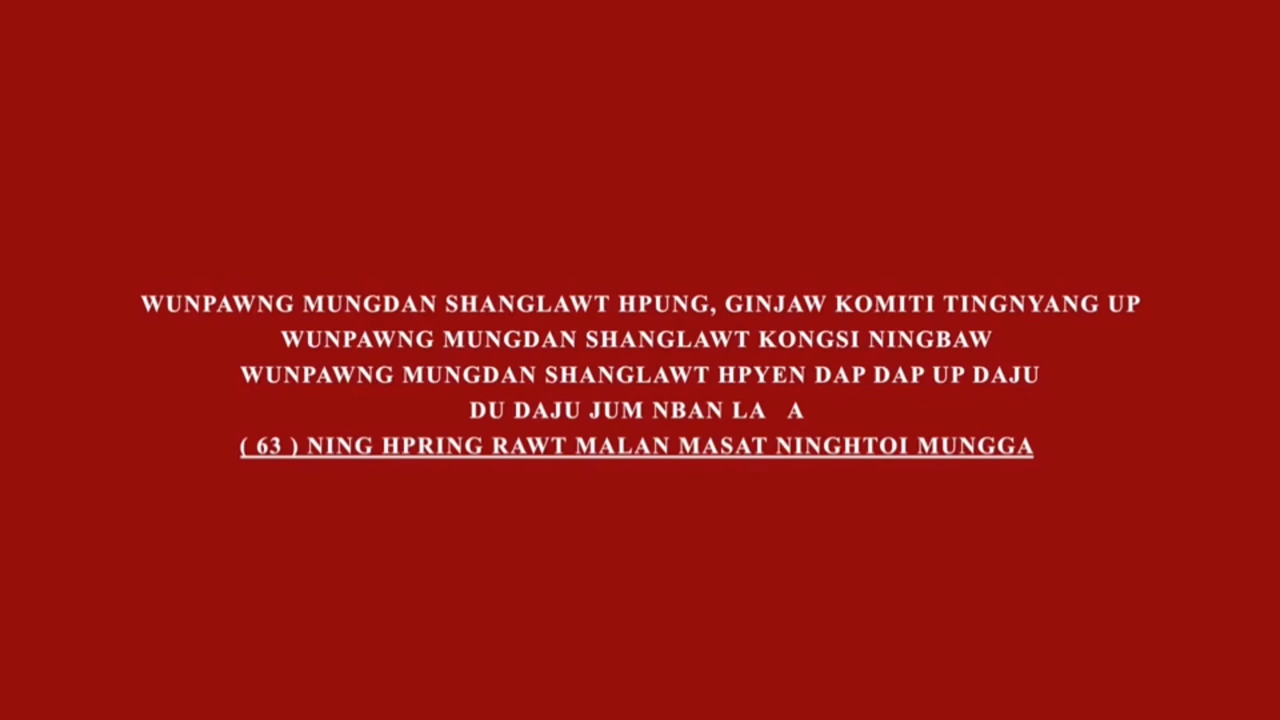 WUNPAWNG MUNGDAN SHANGLAWT HPUNG, GINJAW KOMITI TINGNYANG UP
WUNPAWNG MUNGDAN SHANGLAWT KONGSI NINGBAW
WUNPAWNG MUNGDAN SHANGLAWT HPYEN DAP DAP UP DAJU
DU DAJU JUM NBAN LA A
( 63 ) NING HPRING RAWT MALAN MASAT NINGHTOI MUNGGA